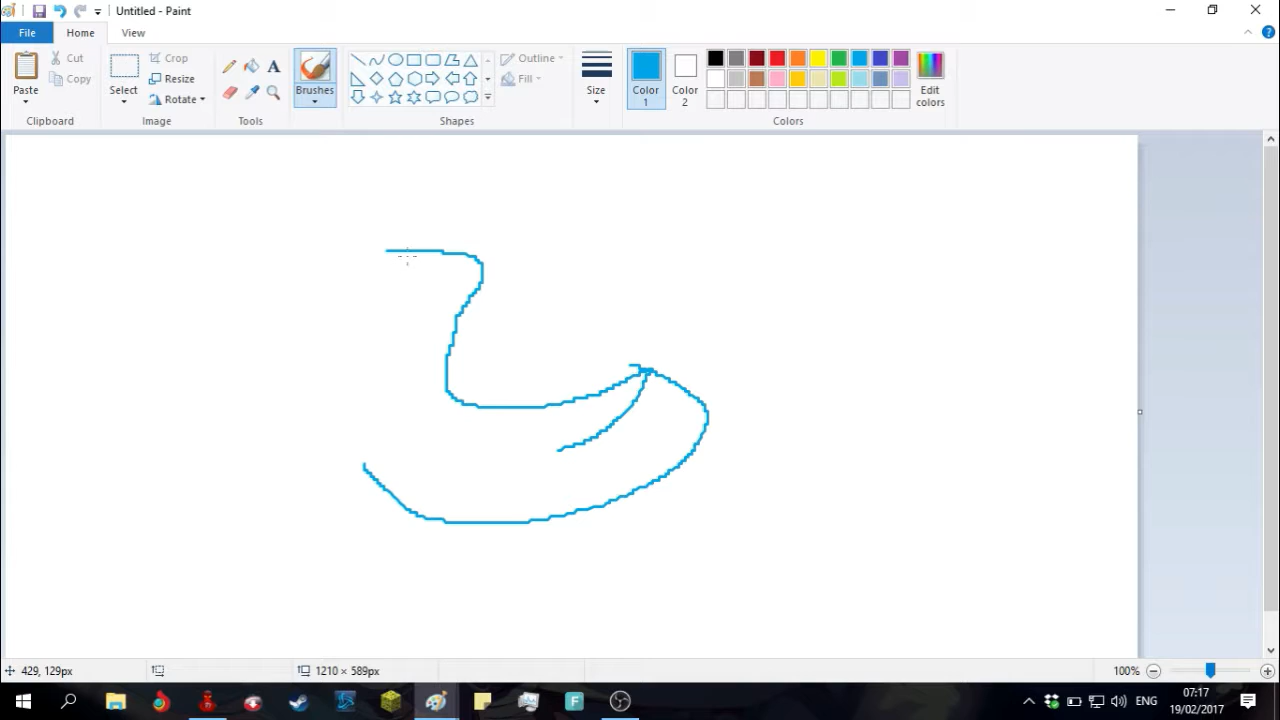 Untitled - Paint
File Home View
Paste
Cut
Copy
Clipboard
Select
Crop
Resize
Rotate
Image
A
Tools
Brushes
Outline
Fill
Shapes
Size
Color 1
Color 2
Edit colors
Colors
429, 129px
1210 × 589px
100%
F
ENG
07:17
19/02/2017